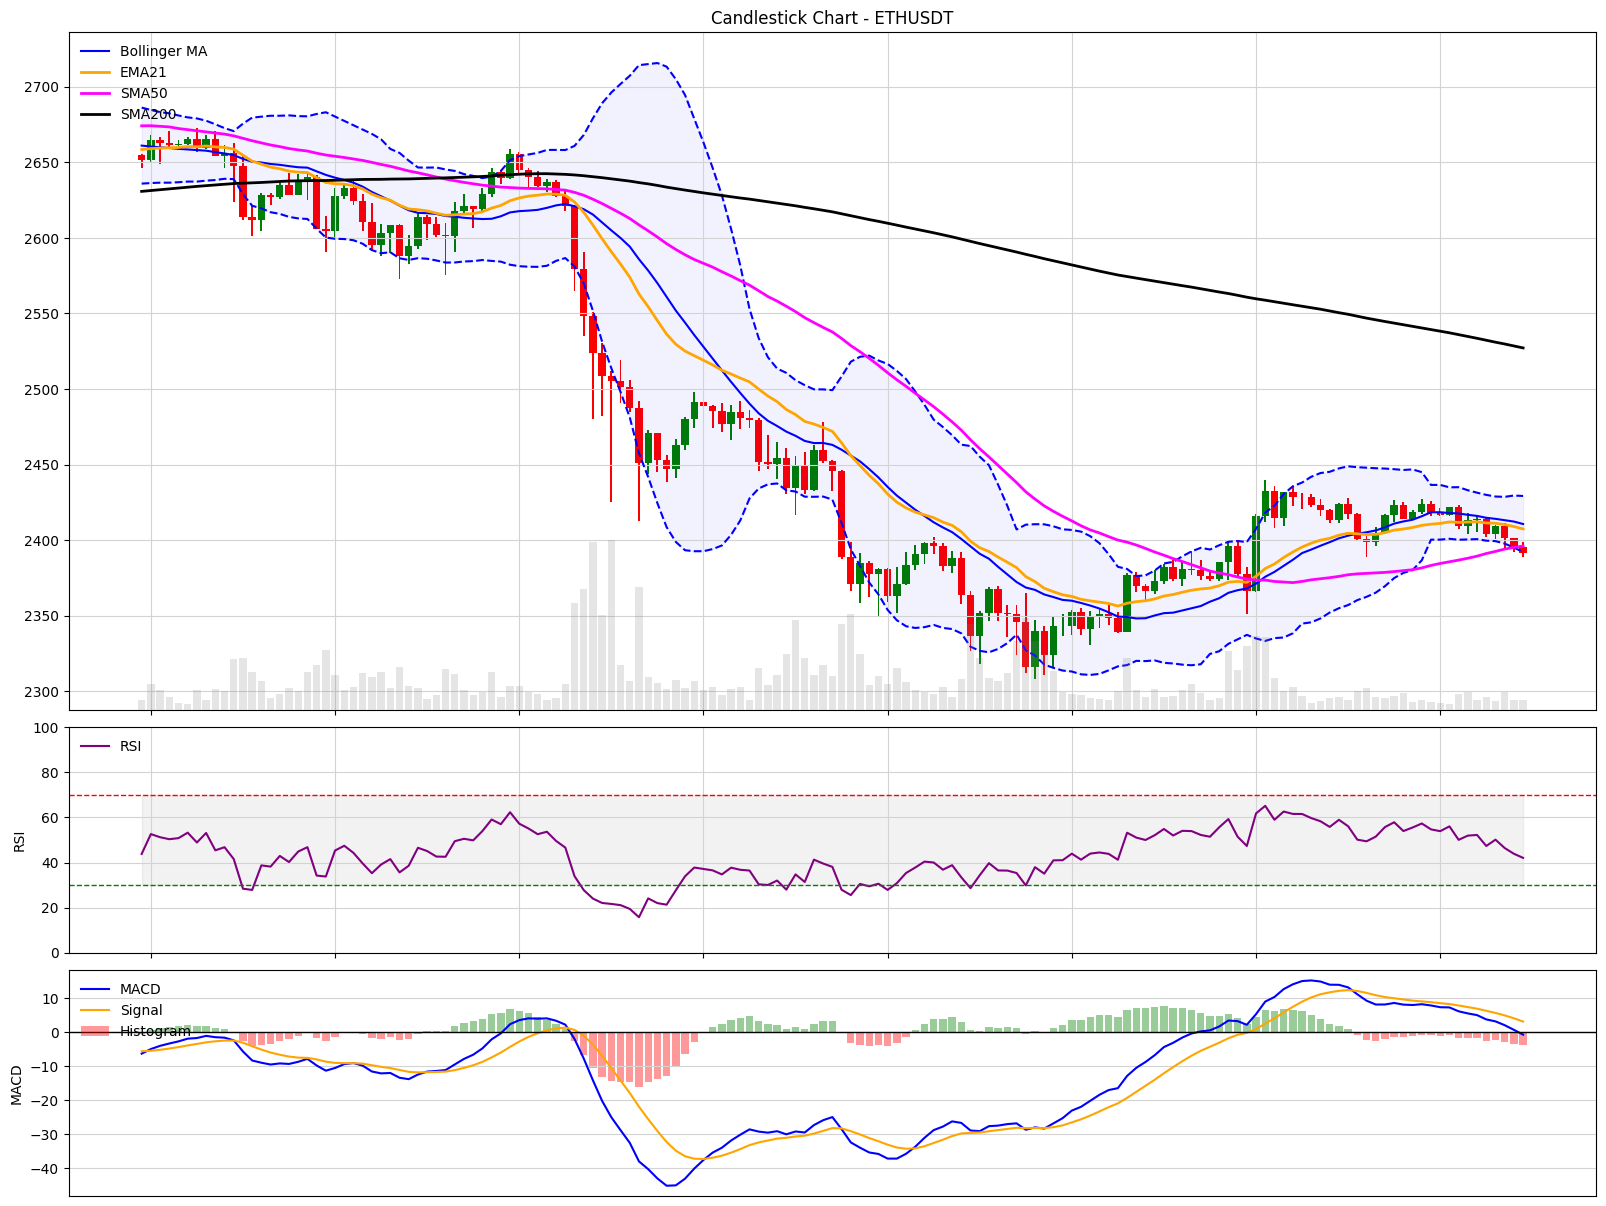 Candlestick Chart - ETHUSDT
Bollinger MA
EMA21
SMA50
SMA200
2700
2650
2600
2550
2500
2450
2400
2350
2300
RSI
100
80
60
40
20
0
RSI
MACD
Signal
Histogram
10
0
−10
−20
−30
−40
MACD